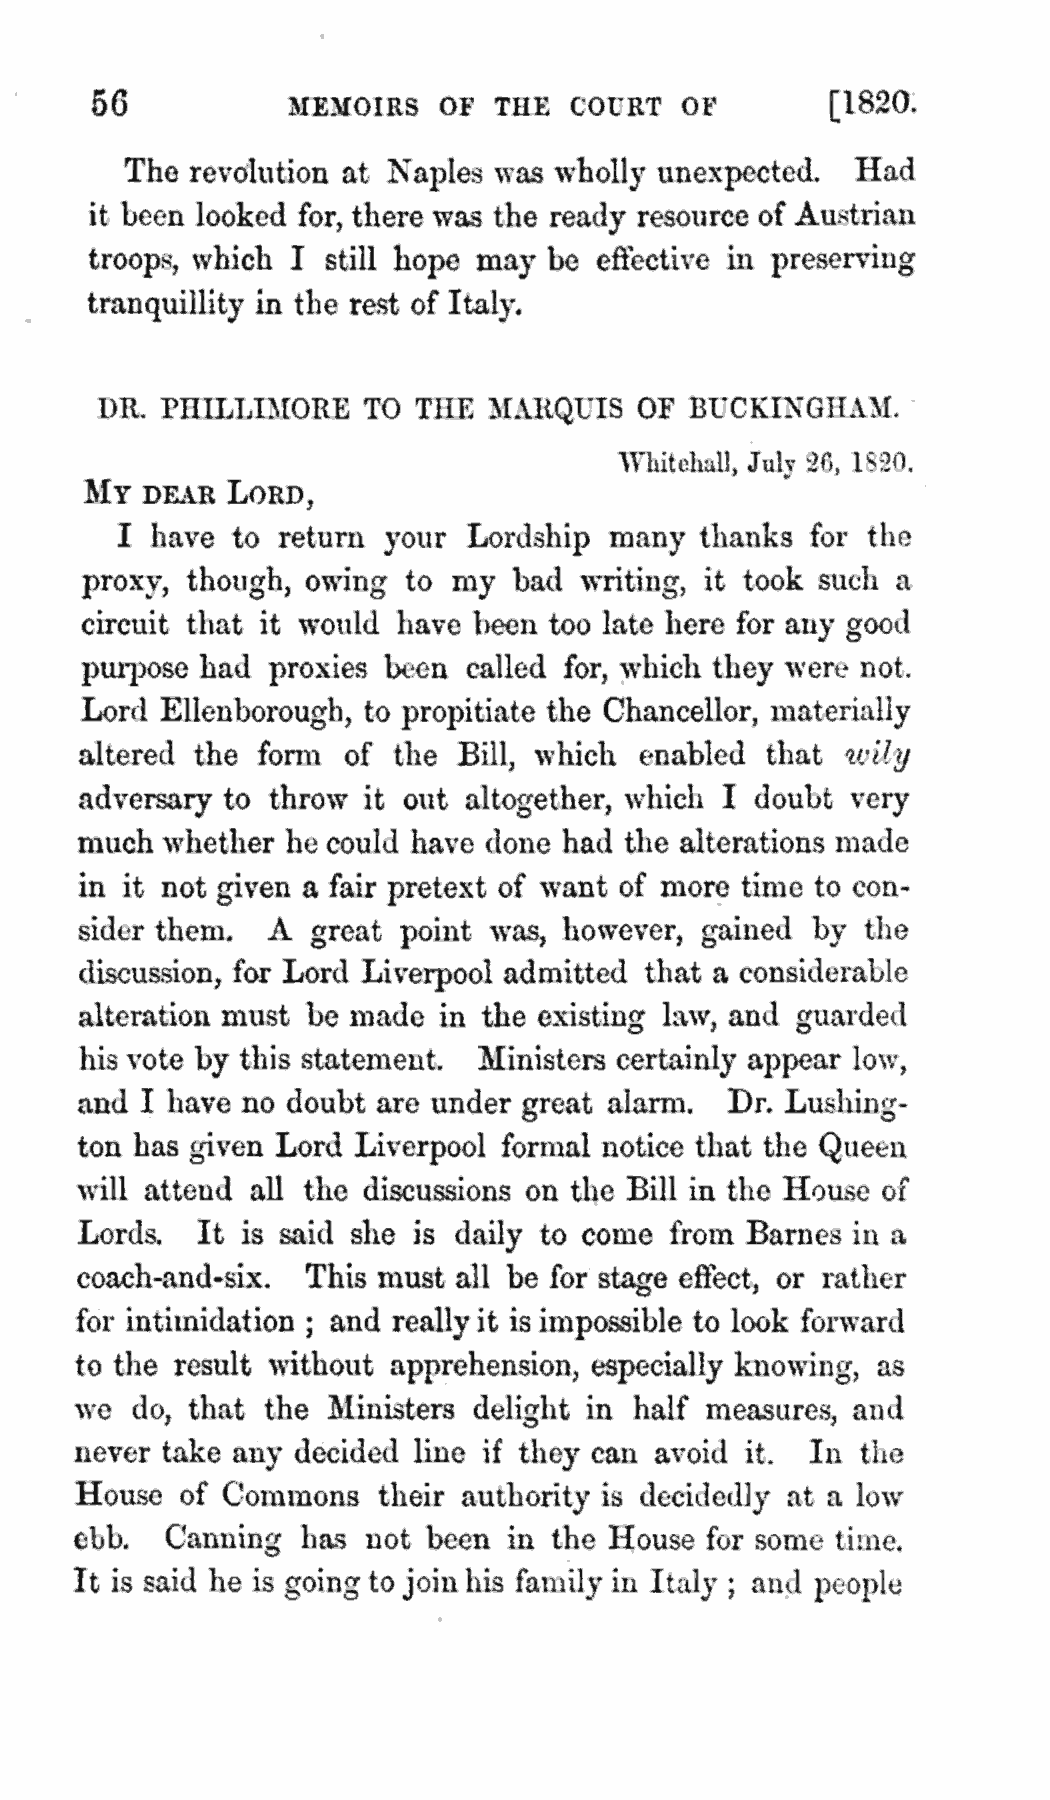 56 MEMOIRS OF THE COURT OF [1820.
The revolution at Naples was wholly unexpected. Had
it been looked for, there was the ready resource of Austrian
troops, which I still hope may be effective in preserving
tranquillity in the rest of Italy.
DR. PHILLIMORE TO THE MARQUIS OF BUCKINGHAM.
Whitehall, July 26, 1820.
MY DEAR LORD,
I have to return your Lordship many thanks for the
proxy, though, owing to my bad writing, it took such a
circuit that it would have been too late here for any good
purpose had proxies been called for, which they were not.
Lord Ellenborough, to propitiate the Chancellor, materially
altered the form of the Bill, which enabled that wily
adversary to throw it out altogether, which I doubt very
much whether he could have done had the alterations made
in it not given a fair pretext of want of more time to con-
sider them. A great point was, however, gained by the
discussion, for Lord Liverpool admitted that a considerable
alteration must be made in the existing law, and guarded
his vote by this statement. Ministers certainly appear low,
and I have no doubt are under great alarm. Dr. Lushing-
ton has given Lord Liverpool formal notice that the Queen
will attend all the discussions on the Bill in the House of
Lords. It is said she is daily to come from Barnes in a
coach-and-six. This must all be for stage effect, or rather
for intimidation ; and really it is impossible to look forward
to the result without apprehension, especially knowing, as
we do, that the Ministers delight in half measures, and
never take any decided line if they can avoid it. In the
House of Commons their authority is decidedly at a low
ebb. Canning has not been in the House for some time.
It is said he is going to join his family in Italy ; and people